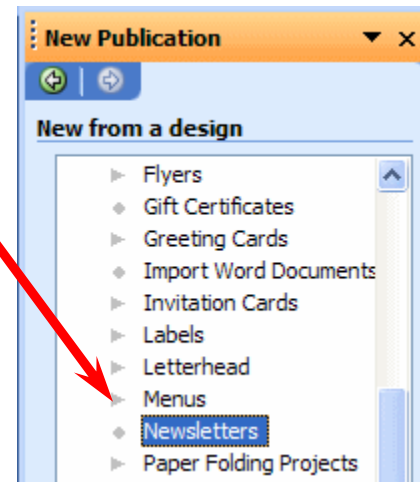 New Publication
New from a design
Flyers
Gift Certificates
Greeting Cards
Import Word Documents
Invitation Cards
Labels
Letterhead
Menus
Newsletters
Paper Folding Projects